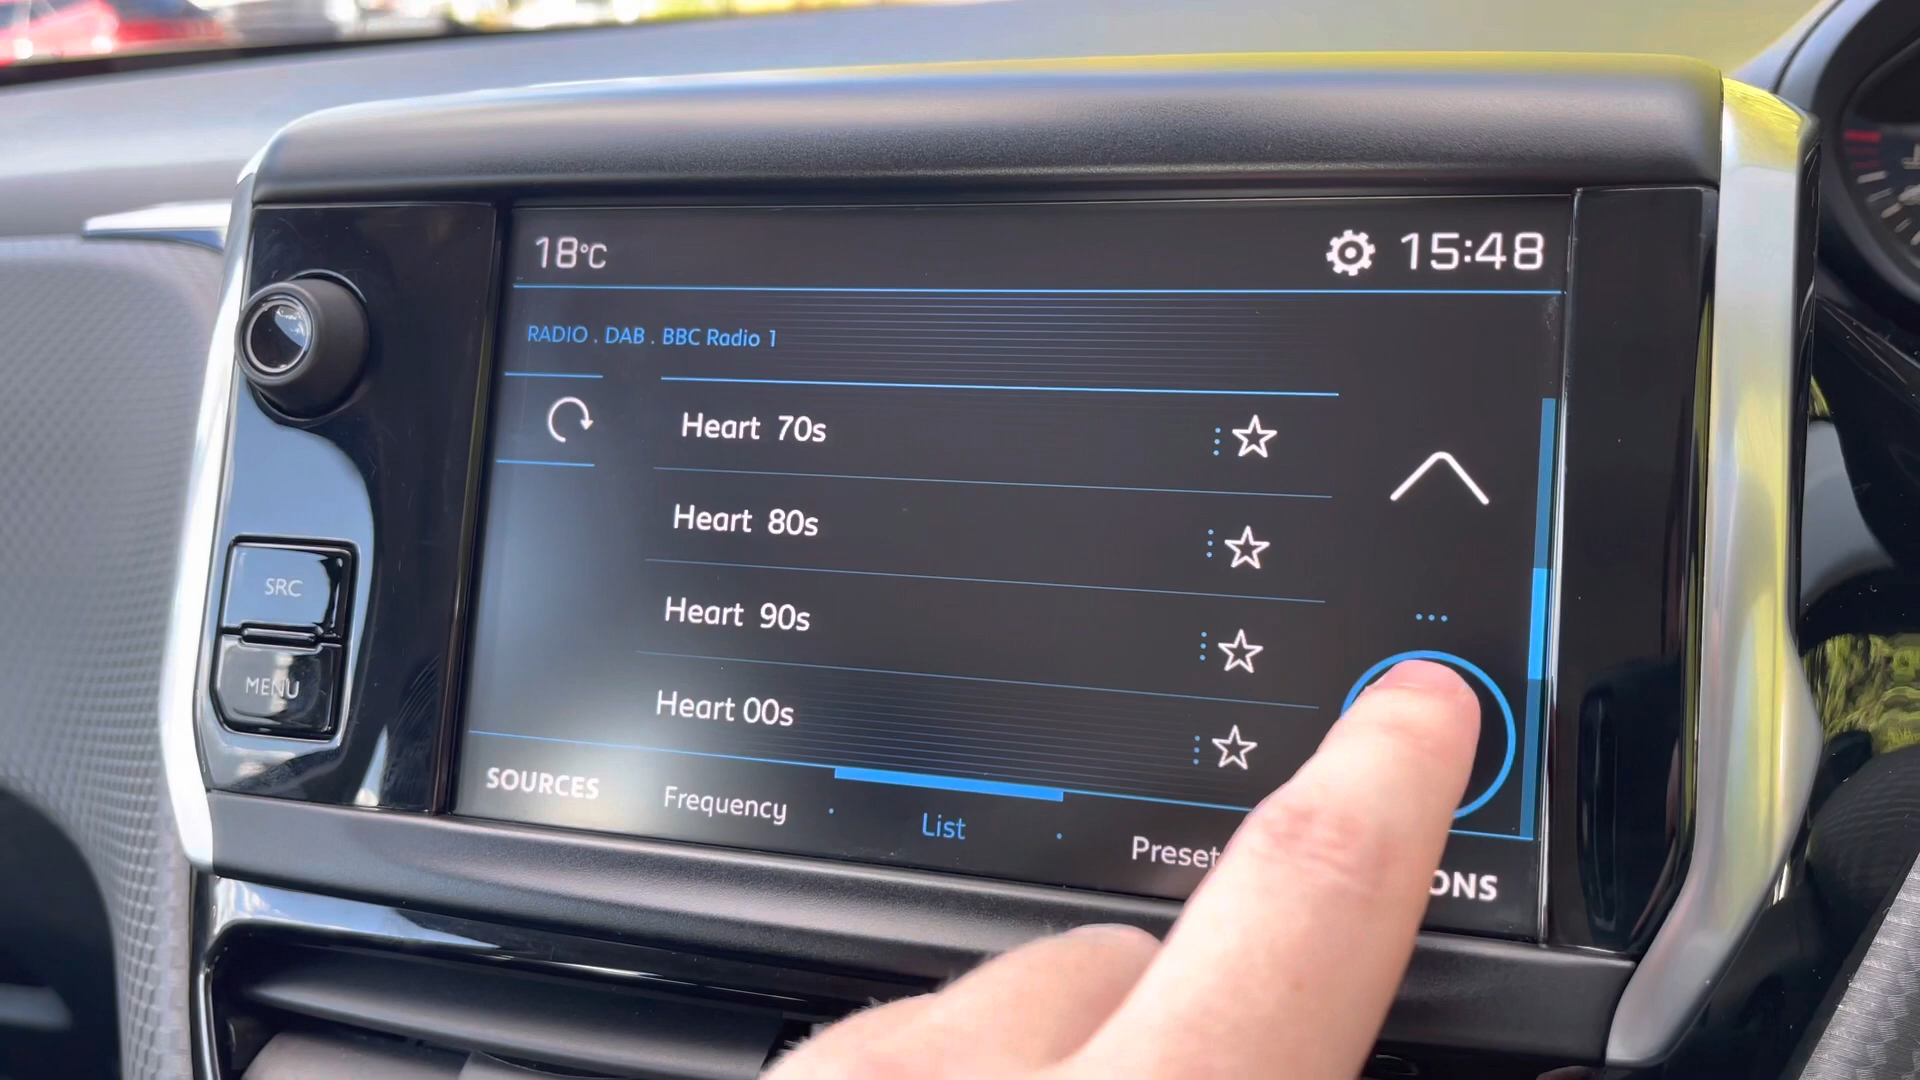 18°C
15:48
RADIO . DAB . BBC Radio 1
Heart 70s
Heart 80s
Heart 90s
Heart 00s
SRC
MENU
SOURCES
Frequency
List
Preset
ONS